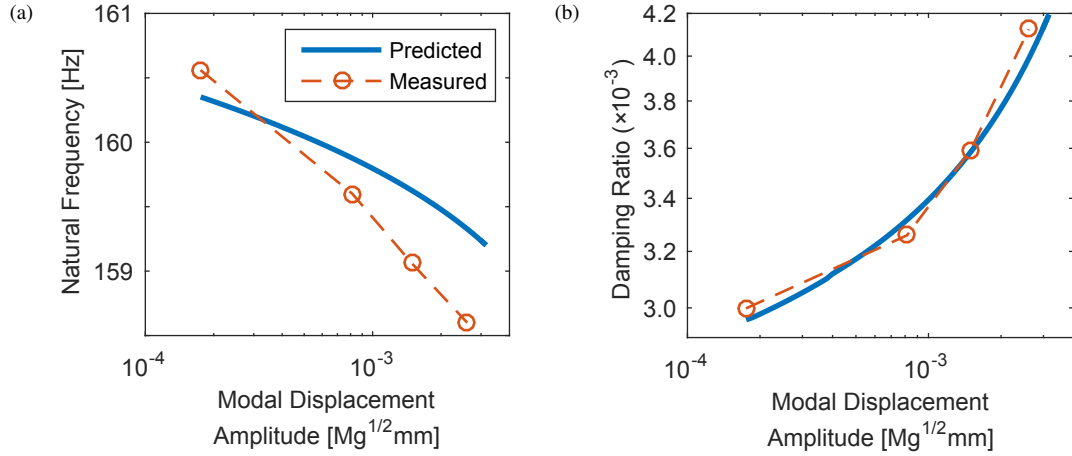 (a)
161
160
159
Natural Frequency [Hz]
Predicted
Measured
10^-4
10^-3
Modal Displacement
Amplitude [Mg^1/2mm]
(b)
4.2
4.0
3.8
3.6
3.4
3.2
3.0
Damping Ratio (×10^-3)
10^-4
10^-3
Modal Displacement
Amplitude [Mg^1/2mm]